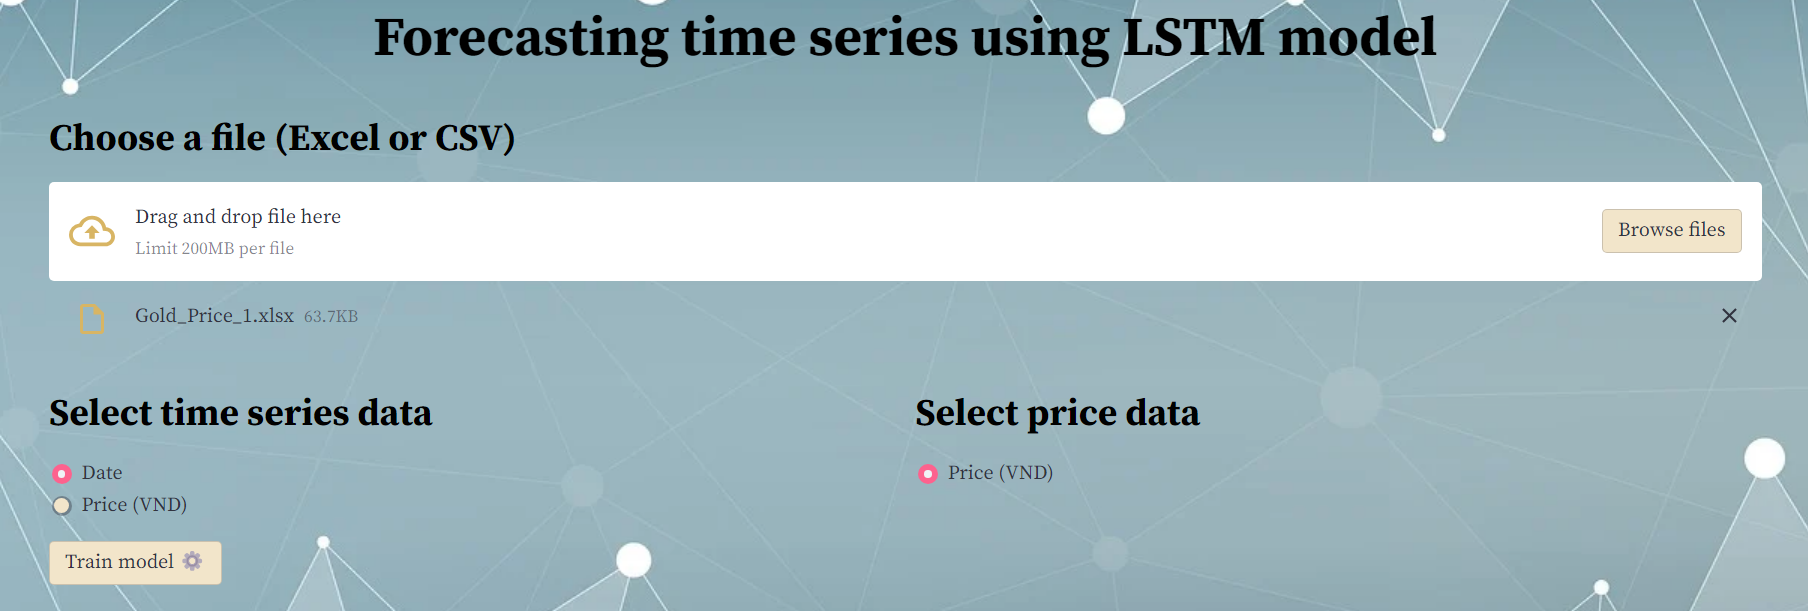 Forecasting time series using LSTM model
Choose a file (Excel or CSV)
Drag and drop file here
Limit 200MB per file
Browse files
Gold_Price_1.xlsx 63.7KB
Select time series data
Date
Price (VND)
Train model
Select price data
Price (VND)